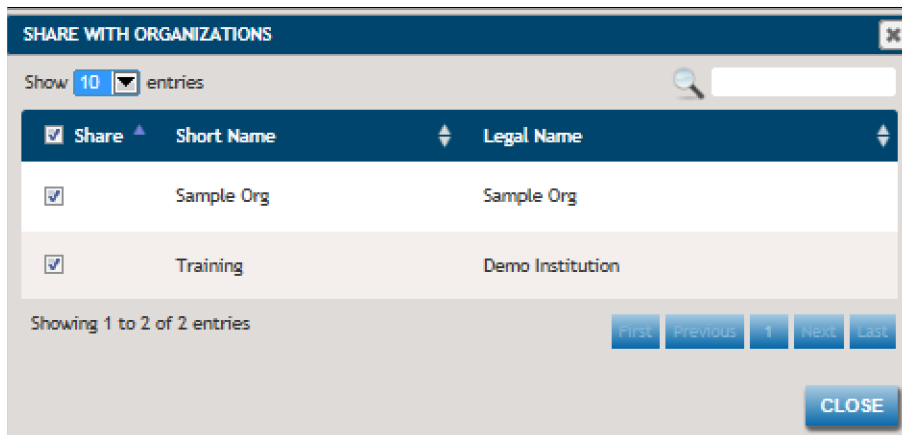 SHARE WITH ORGANIZATIONS
Show 10 entries
Share Short Name Legal Name
Sample Org Sample Org
Training Demo Institution
Showing 1 to 2 of 2 entries First Previous 1 Next Last
CLOSE